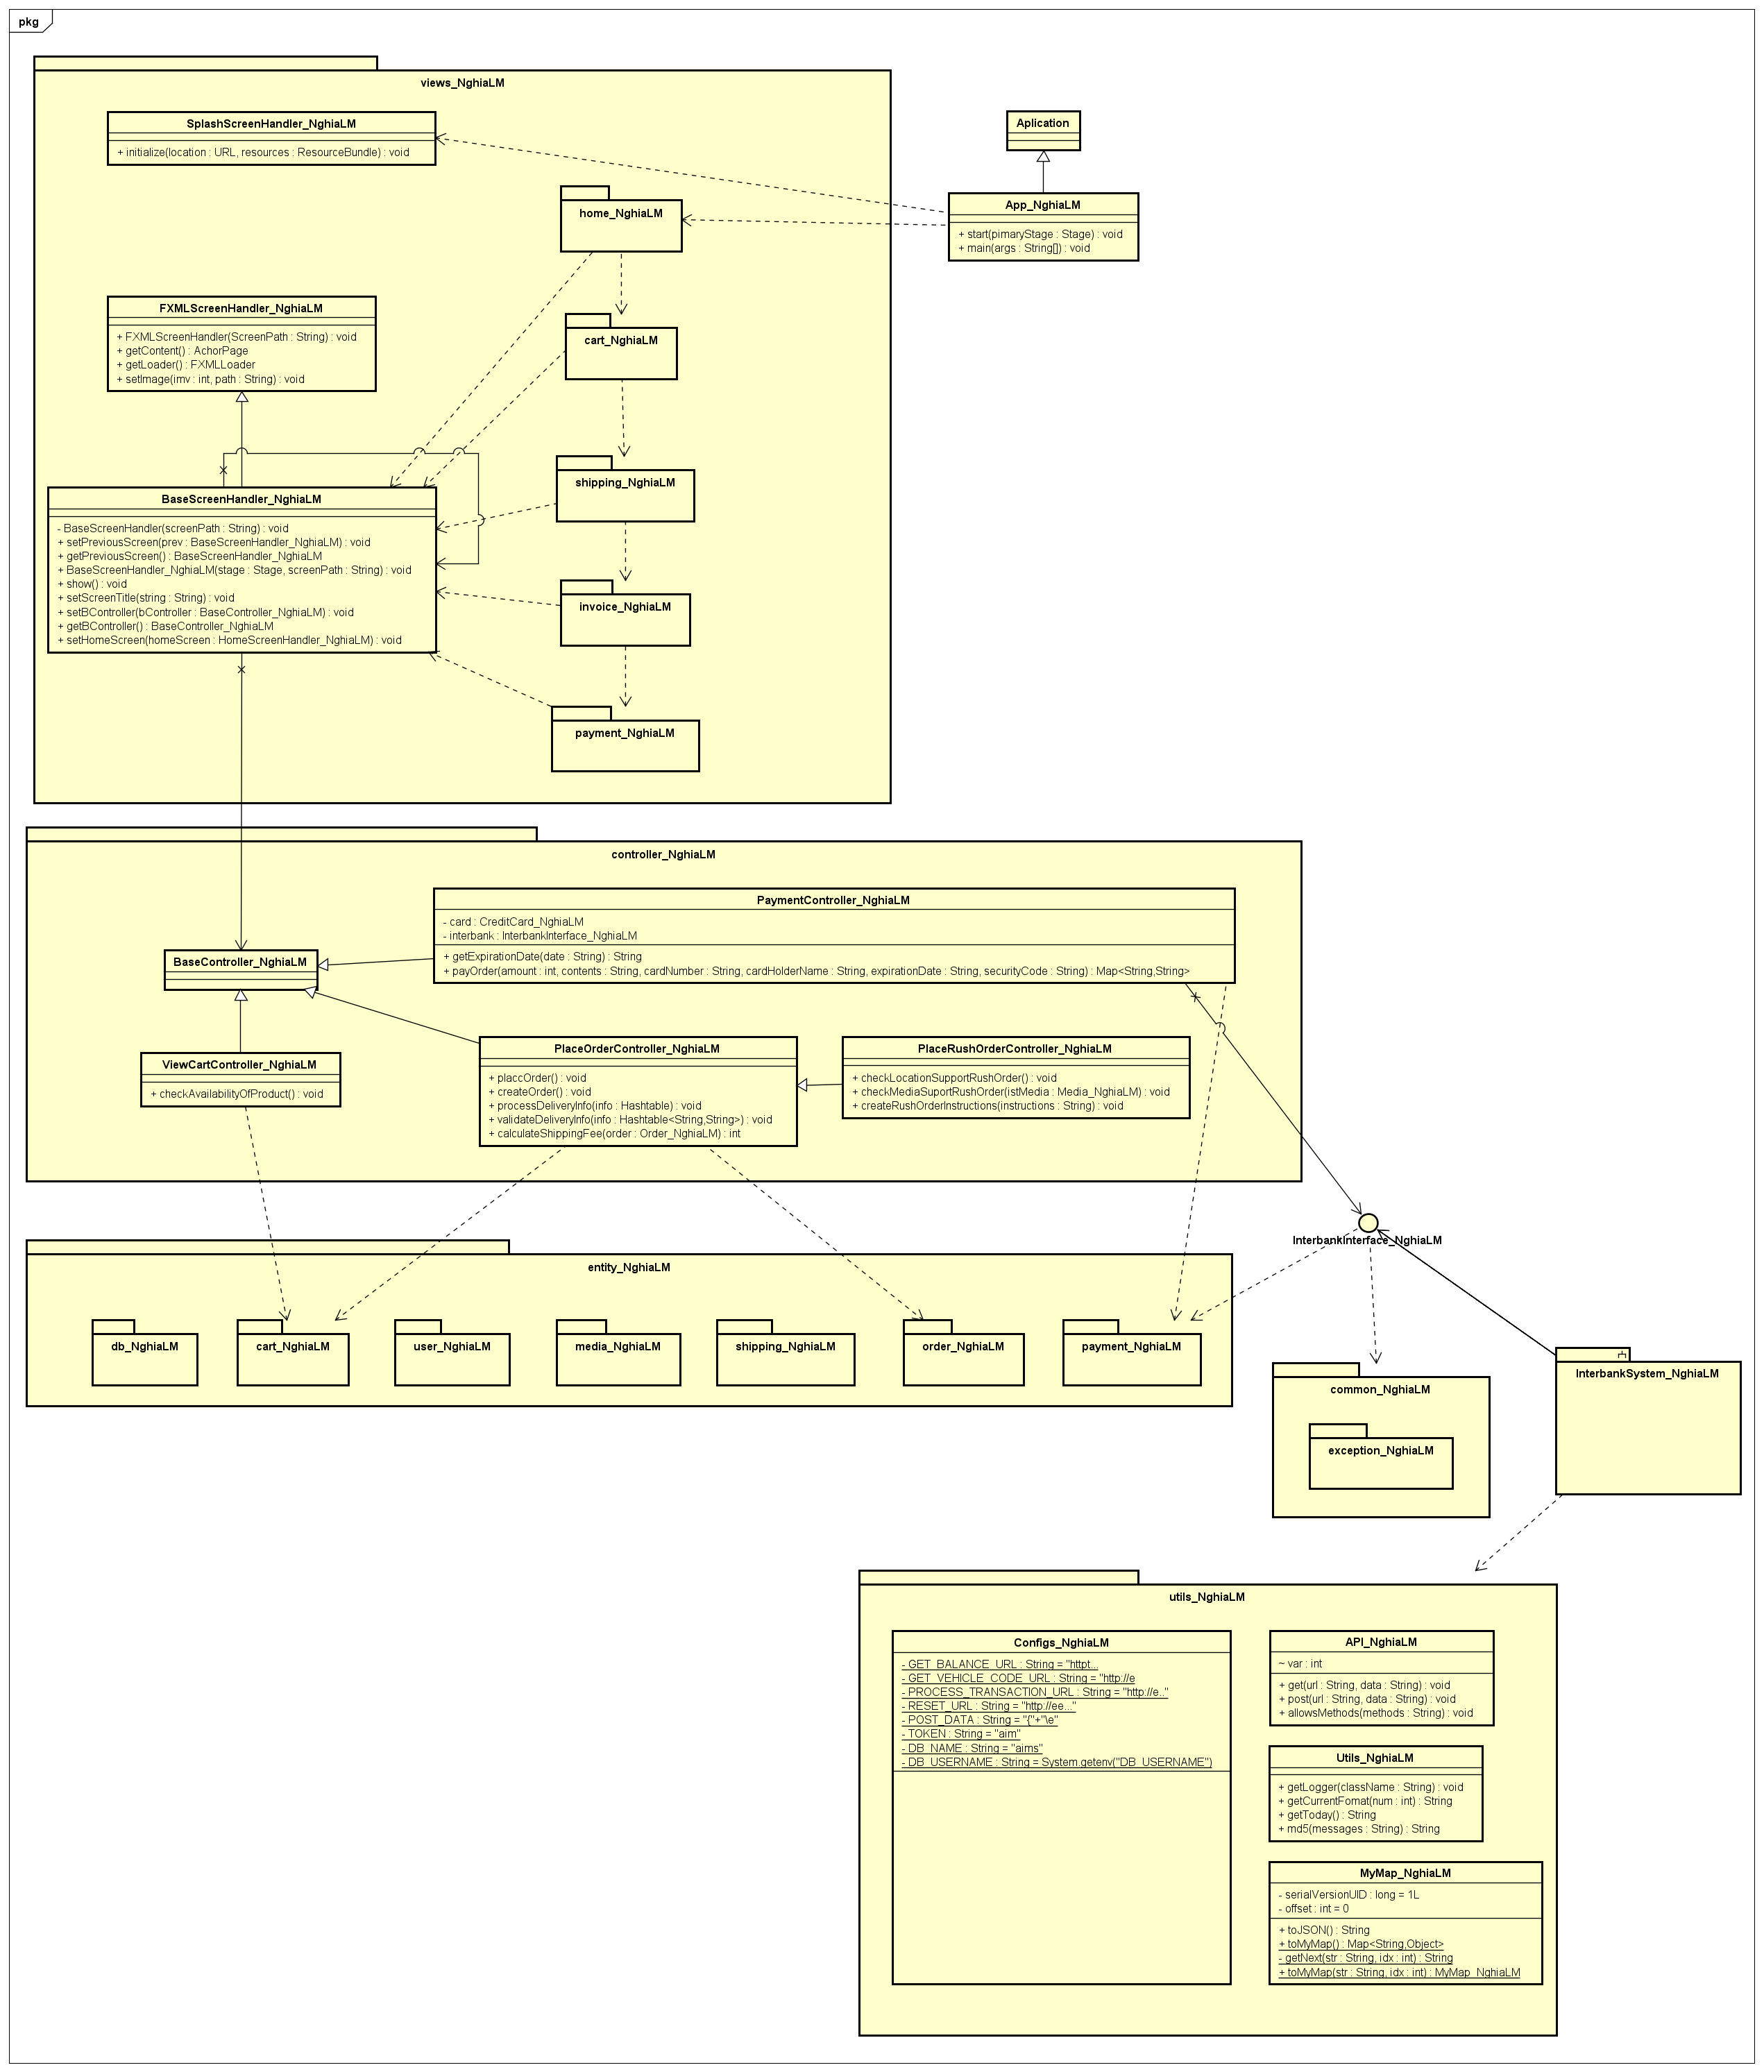 pkg
views_NghiaLM
SplashScreenHandler_NghiaLM
+ initialize(location : URL, resources : ResourceBundle) : void
Aplication
App_NghiaLM
+ start(pimaryStage : Stage) : void
+ main(args : String[]) : void
home_NghiaLM
FXMLScreenHandler_NghiaLM
+ FXMLScreenHandler(ScreenPath : String) : void
+ getContent() : AchorPage
+ getLoader() : FXMLLoader
+ setImage(imv : int, path : String) : void
cart_NghiaLM
shipping_NghiaLM
BaseScreenHandler_NghiaLM
- BaseScreenHandler(screenPath : String) : void
+ setPreviousScreen(prev : BaseScreenHandler_NghiaLM) : void
+ getPreviousScreen() : BaseScreenHandler_NghiaLM
+ BaseScreenHandler_NghiaLM(stage : Stage, screenPath : String) : void
+ show() : void
+ setScreenTitle(string : String) : void
+ setBController(bController : BaseController_NghiaLM) : void
+ getBController() : BaseController_NghiaLM
+ setHomeScreen(homeScreen : HomeScreenHandler_NghiaLM) : void
invoice_NghiaLM
payment_NghiaLM
controller_NghiaLM
PaymentController_NghiaLM
- card : CreditCard_NghiaLM
- interbank : InterbankInterface_NghiaLM
+ getExpirationDate(date : String) : String
+ payOrder(amount : int, contents : String, cardNumber : String, cardHolderName : String, expirationDate : String, securityCode : String) : Map<String,String>
BaseController_NghiaLM
ViewCartController_NghiaLM
+ checkAvailabilityOfProduct() : void
PlaceOrderController_NghiaLM
+ placcOrder() : void
+ createOrder() : void
+ processDeliveryInfo(info : Hashtable) : void
+ validateDeliveryInfo(info : Hashtable<String,String>) : void
+ calculateShippingFee(order : Order_NghiaLM) : int
PlaceRushOrderController_NghiaLM
+ checkLocationSupportRushOrder() : void
+ checkMediaSuportRushOrder(istMedia : Media_NghiaLM) : void
+ createRushOrderInstructions(instructions : String) : void
InterbankInterface_NghiaLM
entity_NghiaLM
db_NghiaLM
cart_NghiaLM
user_NghiaLM
media_NghiaLM
shipping_NghiaLM
order_NghiaLM
payment_NghiaLM
common_NghiaLM
exception_NghiaLM
InterbankSystem_NghiaLM
utils_NghiaLM
Configs_NghiaLM
- GET_BALANCE_URL : String = "httpt...
- GET_VEHICLE_CODE_URL : String = "http://e
- PROCESS_TRANSACTION_URL : String = "http://e.."
- RESET_URL : String = "http://ee..."
- POST_DATA : String = "{"+"\e"
- TOKEN : String = "aim"
- DB_NAME : String = "aims"
- DB_USERNAME : String = System.getenv("DB_USERNAME")
API_NghiaLM
~ var : int
+ get(url : String, data : String) : void
+ post(url : String, data : String) : void
+ allowsMethods(methods : String) : void
Utils_NghiaLM
+ getLogger(className : String) : void
+ getCurrentFomat(num : int) : String
+ getToday() : String
+ md5(messages : String) : String
MyMap_NghiaLM
- serialVersionUID : long = 1L
- offset : int = 0
+ toJSON() : String
+ toMyMap() : Map<String,Object>
- getNext(str : String, idx : int) : String
+ toMyMap(str : String, idx : int) : MyMap_NghiaLM